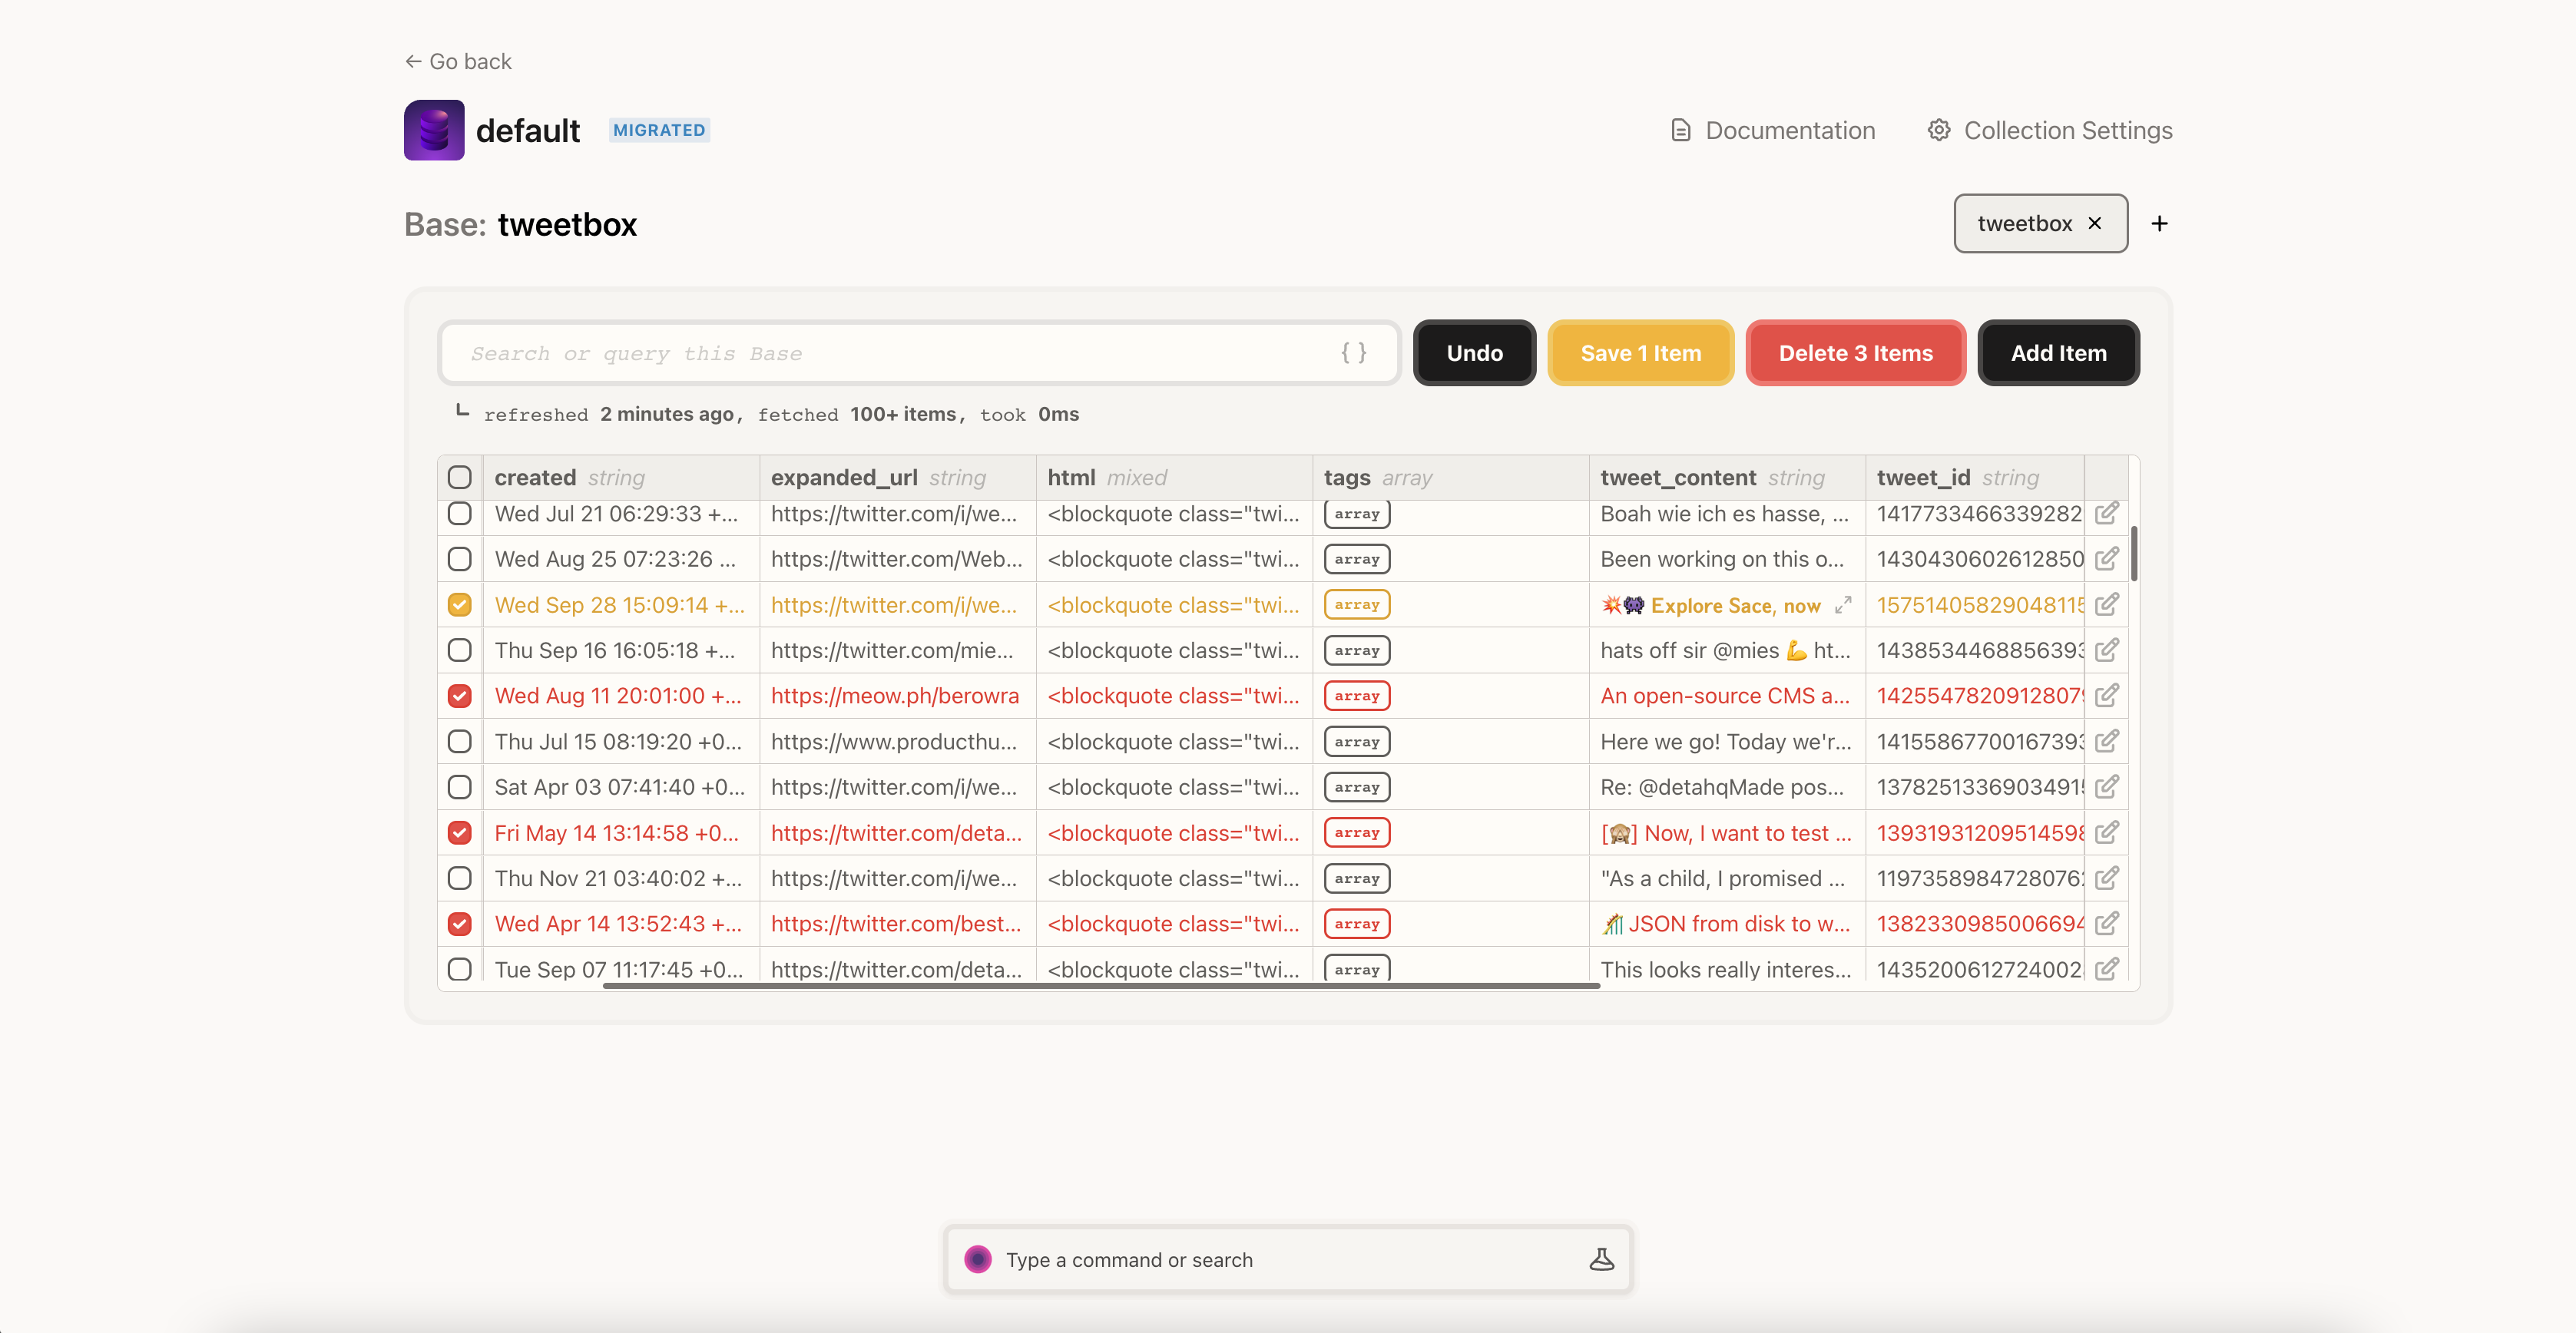 ← Go back
default MIGRATED
Documentation Collection Settings
Base: tweetbox
tweetbox × +
Search or query this Base { } Undo Save 1 Item Delete 3 Items Add Item
refreshed 2 minutes ago, fetched 100+ items, took 0ms
created string expanded_url string html mixed tags array tweet_content string tweet_id string
Wed Jul 21 06:29:33 +... https://twitter.com/i/we... <blockquote class="twi... array Boah wie ich es hasse, ...1417733466339282
Wed Aug 25 07:23:26 ... https://twitter.com/Web... <blockquote class="twi... array Been working on this o... 1430430602612850
Wed Sep 28 15:09:14 +... https://twitter.com/i/we... <blockquote class="twi... array 💥👾 Explore Sace, now 15751405829048115
Thu Sep 16 16:05:18 +... https://twitter.com/mie... <blockquote class="twi... array hats off sir @mies 💪 ht... 1438534468856393
Wed Aug 11 20:01:00 +... https://meow.ph/berowra <blockquote class="twi... array An open-source CMS a... 1425547820912807
Thu Jul 15 08:19:20 +0... https://www.producthu... <blockquote class="twi... array Here we go! Today we'r... 1415586770016739
Sat Apr 03 07:41:40 +0... https://twitter.com/i/we... <blockquote class="twi... array Re: @detahqMade pos... 1378251336903491
Fri May 14 13:14:58 +0... https://twitter.com/deta... <blockquote class="twi... array [🙈] Now, I want to test ... 1393193120951459
Thu Nov 21 03:40:02 +... https://twitter.com/i/we... <blockquote class="twi... array "As a child, I promised ... 1197358984728076
Wed Apr 14 13:52:43 +... https://twitter.com/best... <blockquote class="twi... array 🎢 JSON from disk to w... 1382330985006694
Tue Sep 07 11:17:45 +0... https://twitter.com/deta... <blockquote class="twi... array This looks really interes... 1435200612724002
Type a command or search